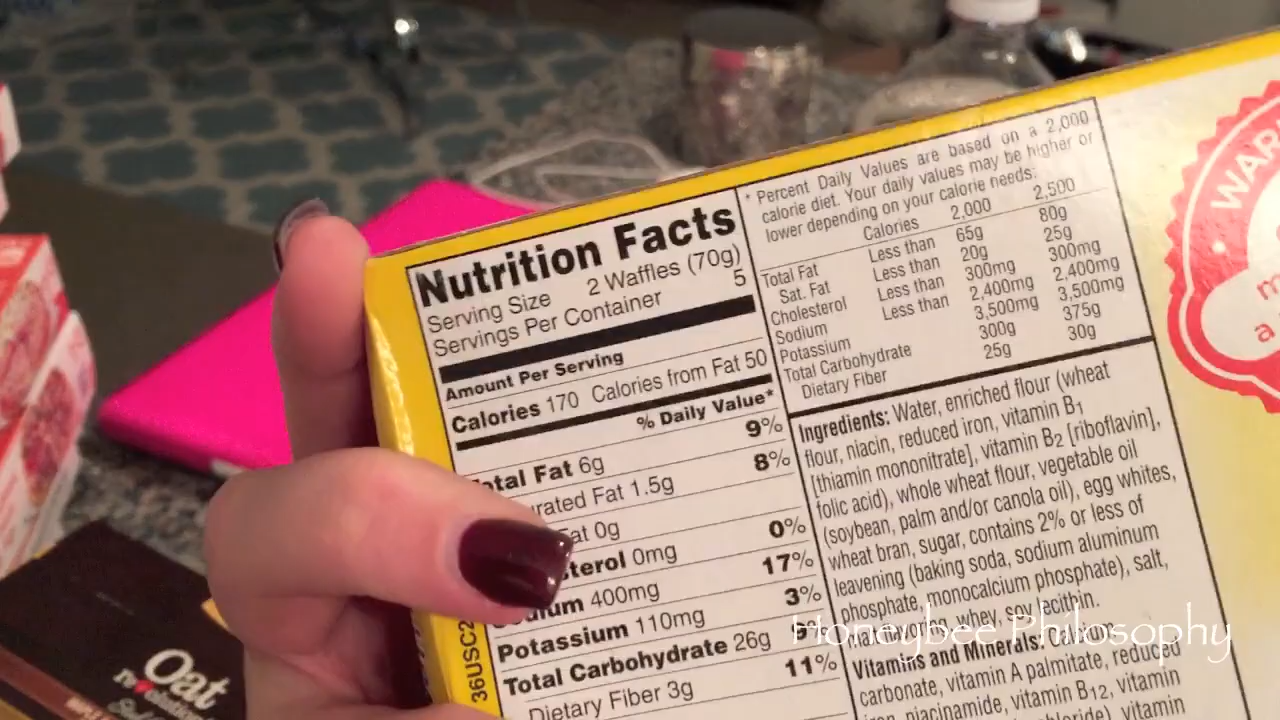 Nutrition Facts
Serving Size 2 Waffles (70g)
Servings Per Container 5
Amount Per Serving
Calories 170 Calories from Fat 50
% Daily Value*
otal Fat 6g 9%
rated Fat 1.5g 8%
Fat 0g
sterol 0mg 0%
dium 400mg 17%
Potassium 110mg 3%
Total Carbohydrate 26g 9%
Dietary Fiber 3g 11%
36USC2
* Percent Daily Values are based on a 2,000
calorie diet. Your daily values may be higher or
lower depending on your calorie needs:
Calories 2,000 2,500
Total Fat Less than 65g 80g
Sat. Fat Less than 20g 25g
Cholesterol Less than 300mg 300mg
Sodium Less than 2,400mg 2,400mg
Potassium 3,500mg 3,500mg
Total Carbohydrate 300g 375g
Dietary Fiber 25g 30g
Ingredients: Water, enriched flour (wheat
flour, niacin, reduced iron, vitamin B1
[thiamin mononitrate], vitamin B2 [riboflavin],
folic acid), whole wheat flour, vegetable oil
(soybean, palm and/or canola oil), egg whites,
wheat bran, sugar, contains 2% or less of
leavening (baking soda, sodium aluminum
phosphate, monocalcium phosphate), salt,
whey, soy lecithin.
Vitamins and Minerals: Calcium
carbonate, vitamin A palmitate, reduced
iron, niacinamide, vitamin B12, vitamin
WAR
m
a
Oat
Honeybee Philosophy